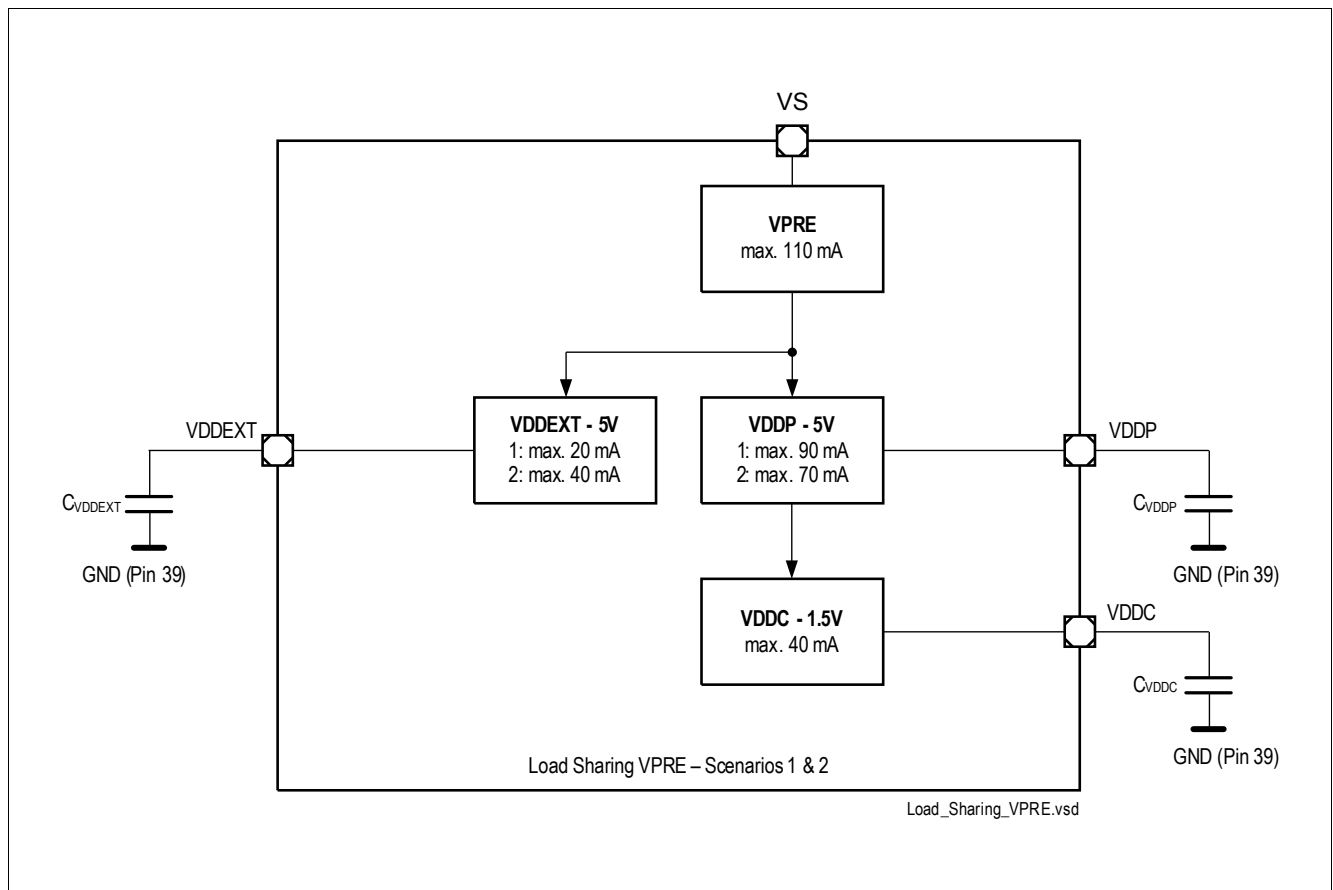 VS
VPRE
max. 110 mA
VDDEXT - 5V
1: max. 20 mA
2: max. 40 mA
VDDP - 5V
1: max. 90 mA
2: max. 70 mA
VDDEXT
VDDP
CVDDEXT
GND (Pin 39)
CVDDP
GND (Pin 39)
VDDC - 1.5V
max. 40 mA
VDDC
CVDDC
GND (Pin 39)
Load Sharing VPRE – Scenarios 1 & 2
Load_Sharing_VPRE.vsd